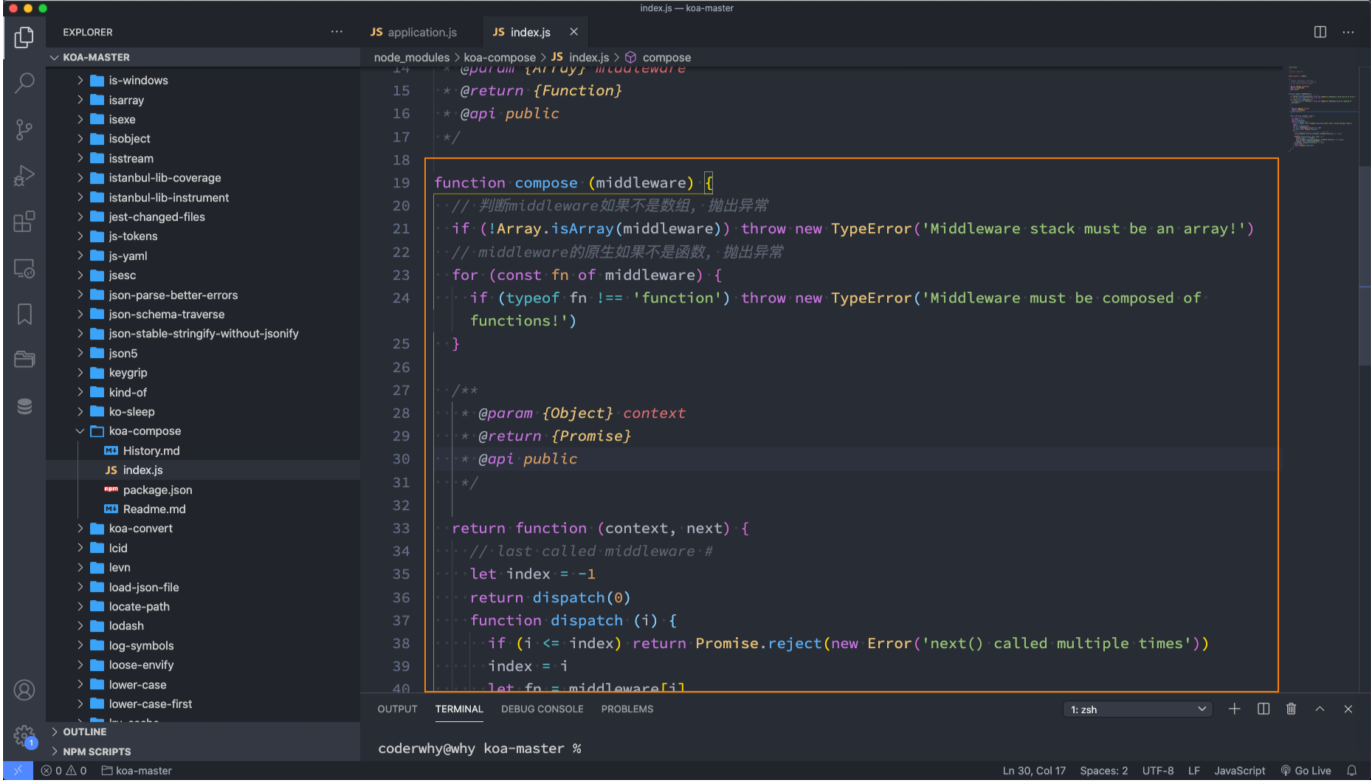 index.js — koa-master
EXPLORER
···
KOA-MASTER
is-windows
isarray
isexe
isobject
isstream
istanbul-lib-coverage
istanbul-lib-instrument
jest-changed-files
js-tokens
js-yaml
jsesc
json-parse-better-errors
json-schema-traverse
json-stable-stringify-without-jsonify
json5
keygrip
kind-of
ko-sleep
koa-compose
History.md
JS index.js
package.json
Readme.md
koa-convert
lcid
levn
load-json-file
locate-path
lodash
log-symbols
loose-envify
lower-case
lower-case-first
OUTLINE
NPM SCRIPTS
JS application.js
JS index.js
node_modules > koa-compose > JS index.js > compose
14 * @param {Array} middleware
15 * @return {Function}
16 * @api public
17 */
18
19 function compose (middleware) {
20 // 判断middleware如果不是数组, 抛出异常
21 if (!Array.isArray(middleware)) throw new TypeError('Middleware stack must be an array!')
22 // middleware的原生如果不是函数, 抛出异常
23 for (const fn of middleware) {
24 if (typeof fn !== 'function') throw new TypeError('Middleware must be composed of
functions!')
25 }
26
27 /**
28 * @param {Object} context
29 * @return {Promise}
30 * @api public
31 */
32
33 return function (context, next) {
34 // last called middleware #
35 let index = -1
36 return dispatch(0)
37 function dispatch (i) {
38 if (i <= index) return Promise.reject(new Error('next() called multiple times'))
39 index = i
40 let fn = middleware[i]
OUTPUT TERMINAL DEBUG CONSOLE PROBLEMS
1: zsh
coderwhy@why koa-master %
1
0 0 koa-master
Ln 30, Col 17 Spaces: 2 UTF-8 LF JavaScript Go Live